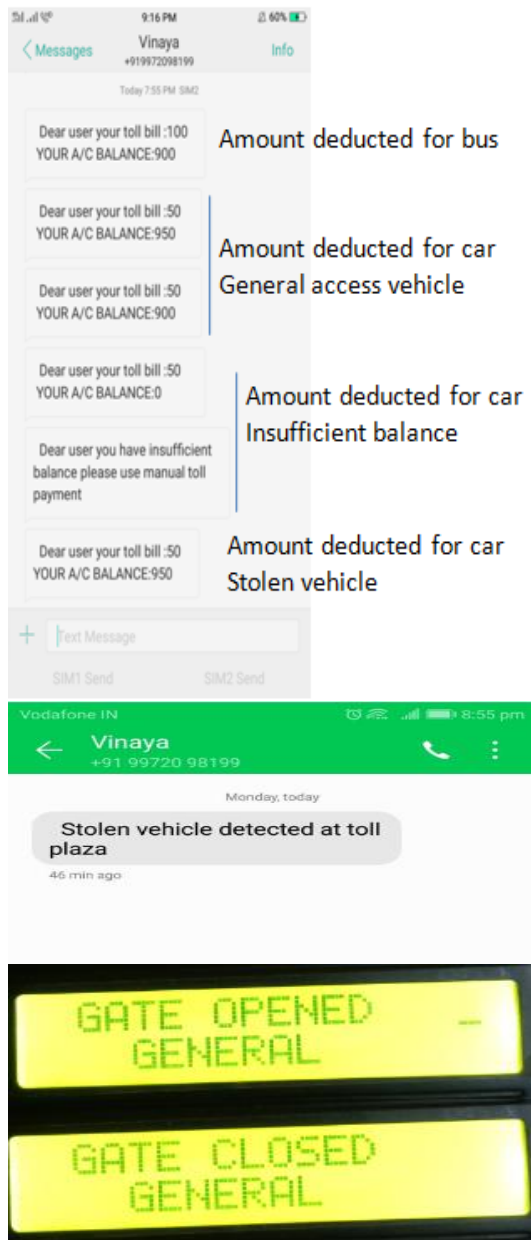 9:16 PM
60%
Messages
Vinaya
Info
+919972098199
Today 7:55 PM SIM2
Dear user your toll bill :100
YOUR A/C BALANCE:900
Amount deducted for bus
Dear user your toll bill :50
YOUR A/C BALANCE:950
Dear user your toll bill :50
YOUR A/C BALANCE:900
Amount deducted for car
General access vehicle
Dear user your toll bill :50
YOUR A/C BALANCE:0
Dear user you have insufficient
balance please use manual toll
payment
Amount deducted for car
Insufficient balance
Dear user your toll bill :50
YOUR A/C BALANCE:950
Amount deducted for car
Stolen vehicle
Text Message
SIM1 Send
SIM2 Send
Vodafone IN
8:55 pm
Vinaya
+91 99720 98199
Monday, today
Stolen vehicle detected at toll
plaza
46 min ago
GATE OPENED
GENERAL
GATE CLOSED
GENERAL